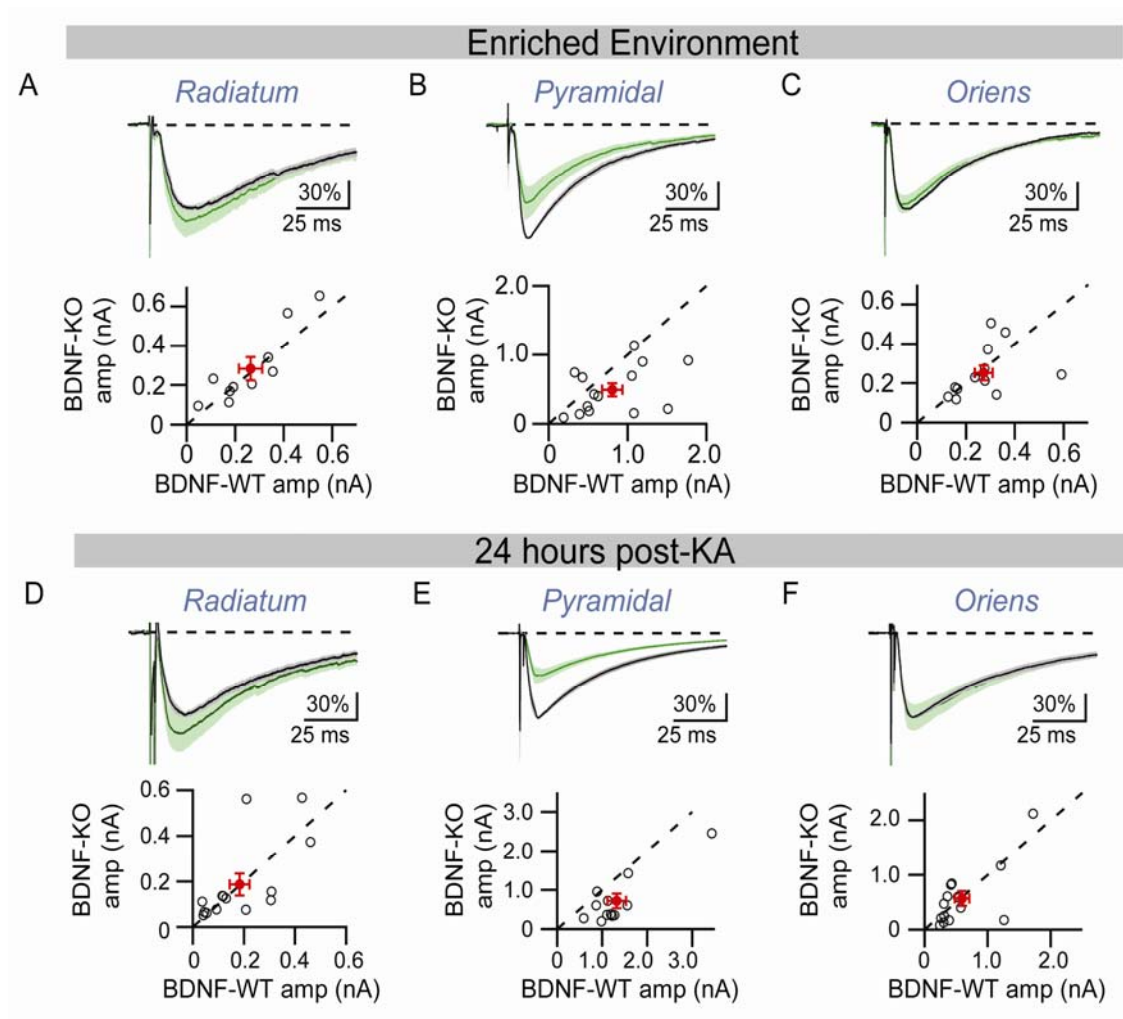 Enriched Environment
A
Radiatum
30%
25 ms
BDNF-KO
amp (nA)
0.6
0.4
0.2
0
0 0.2 0.4 0.6
BDNF-WT amp (nA)
B
Pyramidal
30%
25 ms
BDNF-KO
amp (nA)
2.0
1.0
0
0 1.0 2.0
BDNF-WT amp (nA)
C
Oriens
30%
25 ms
BDNF-KO
amp (nA)
0.6
0.4
0.2
0
0 0.2 0.4 0.6
BDNF-WT amp (nA)
24 hours post-KA
D
Radiatum
30%
25 ms
BDNF-KO
amp (nA)
0.6
0.4
0.2
0
0 0.2 0.4 0.6
BDNF-WT amp (nA)
E
Pyramidal
30%
25 ms
BDNF-KO
amp (nA)
3.0
2.0
1.0
0
0 1.0 2.0 3.0
BDNF-WT amp (nA)
F
Oriens
30%
25 ms
BDNF-KO
amp (nA)
2.0
1.0
0
0 1.0 2.0
BDNF-WT amp (nA)